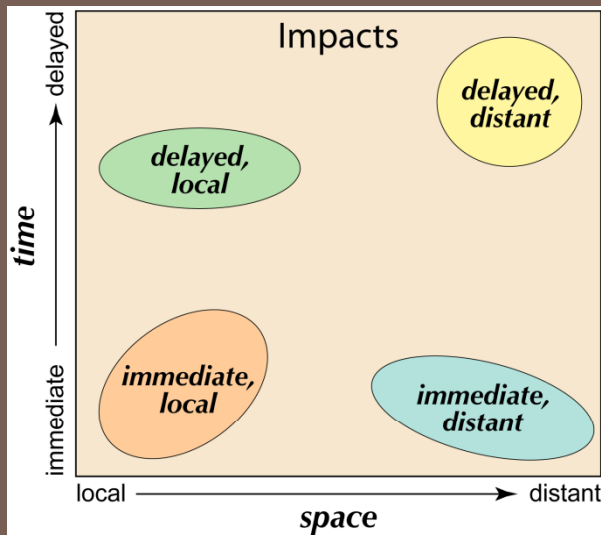 Impacts
delayed
delayed,
distant
delayed,
local
time
immediate,
local
immediate,
distant
immediate
local
distant
space